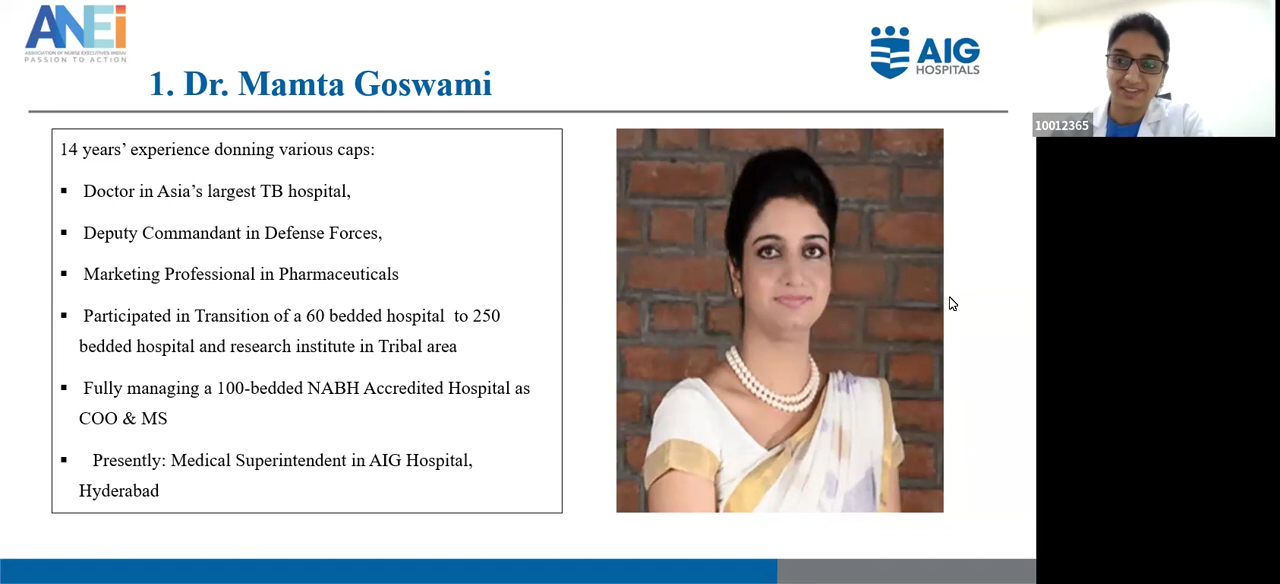 ANEi
ASSOCIATION OF NURSE EXECUTIVES (INDIA)
PASSION TO ACTION
AIG
HOSPITALS
1. Dr. Mamta Goswami
14 years’ experience donning various caps:
▪ Doctor in Asia’s largest TB hospital,
▪ Deputy Commandant in Defense Forces,
▪ Marketing Professional in Pharmaceuticals
▪ Participated in Transition of a 60 bedded hospital to 250
bedded hospital and research institute in Tribal area
▪ Fully managing a 100-bedded NABH Accredited Hospital as
COO & MS
▪ Presently: Medical Superintendent in AIG Hospital,
Hyderabad
10012365